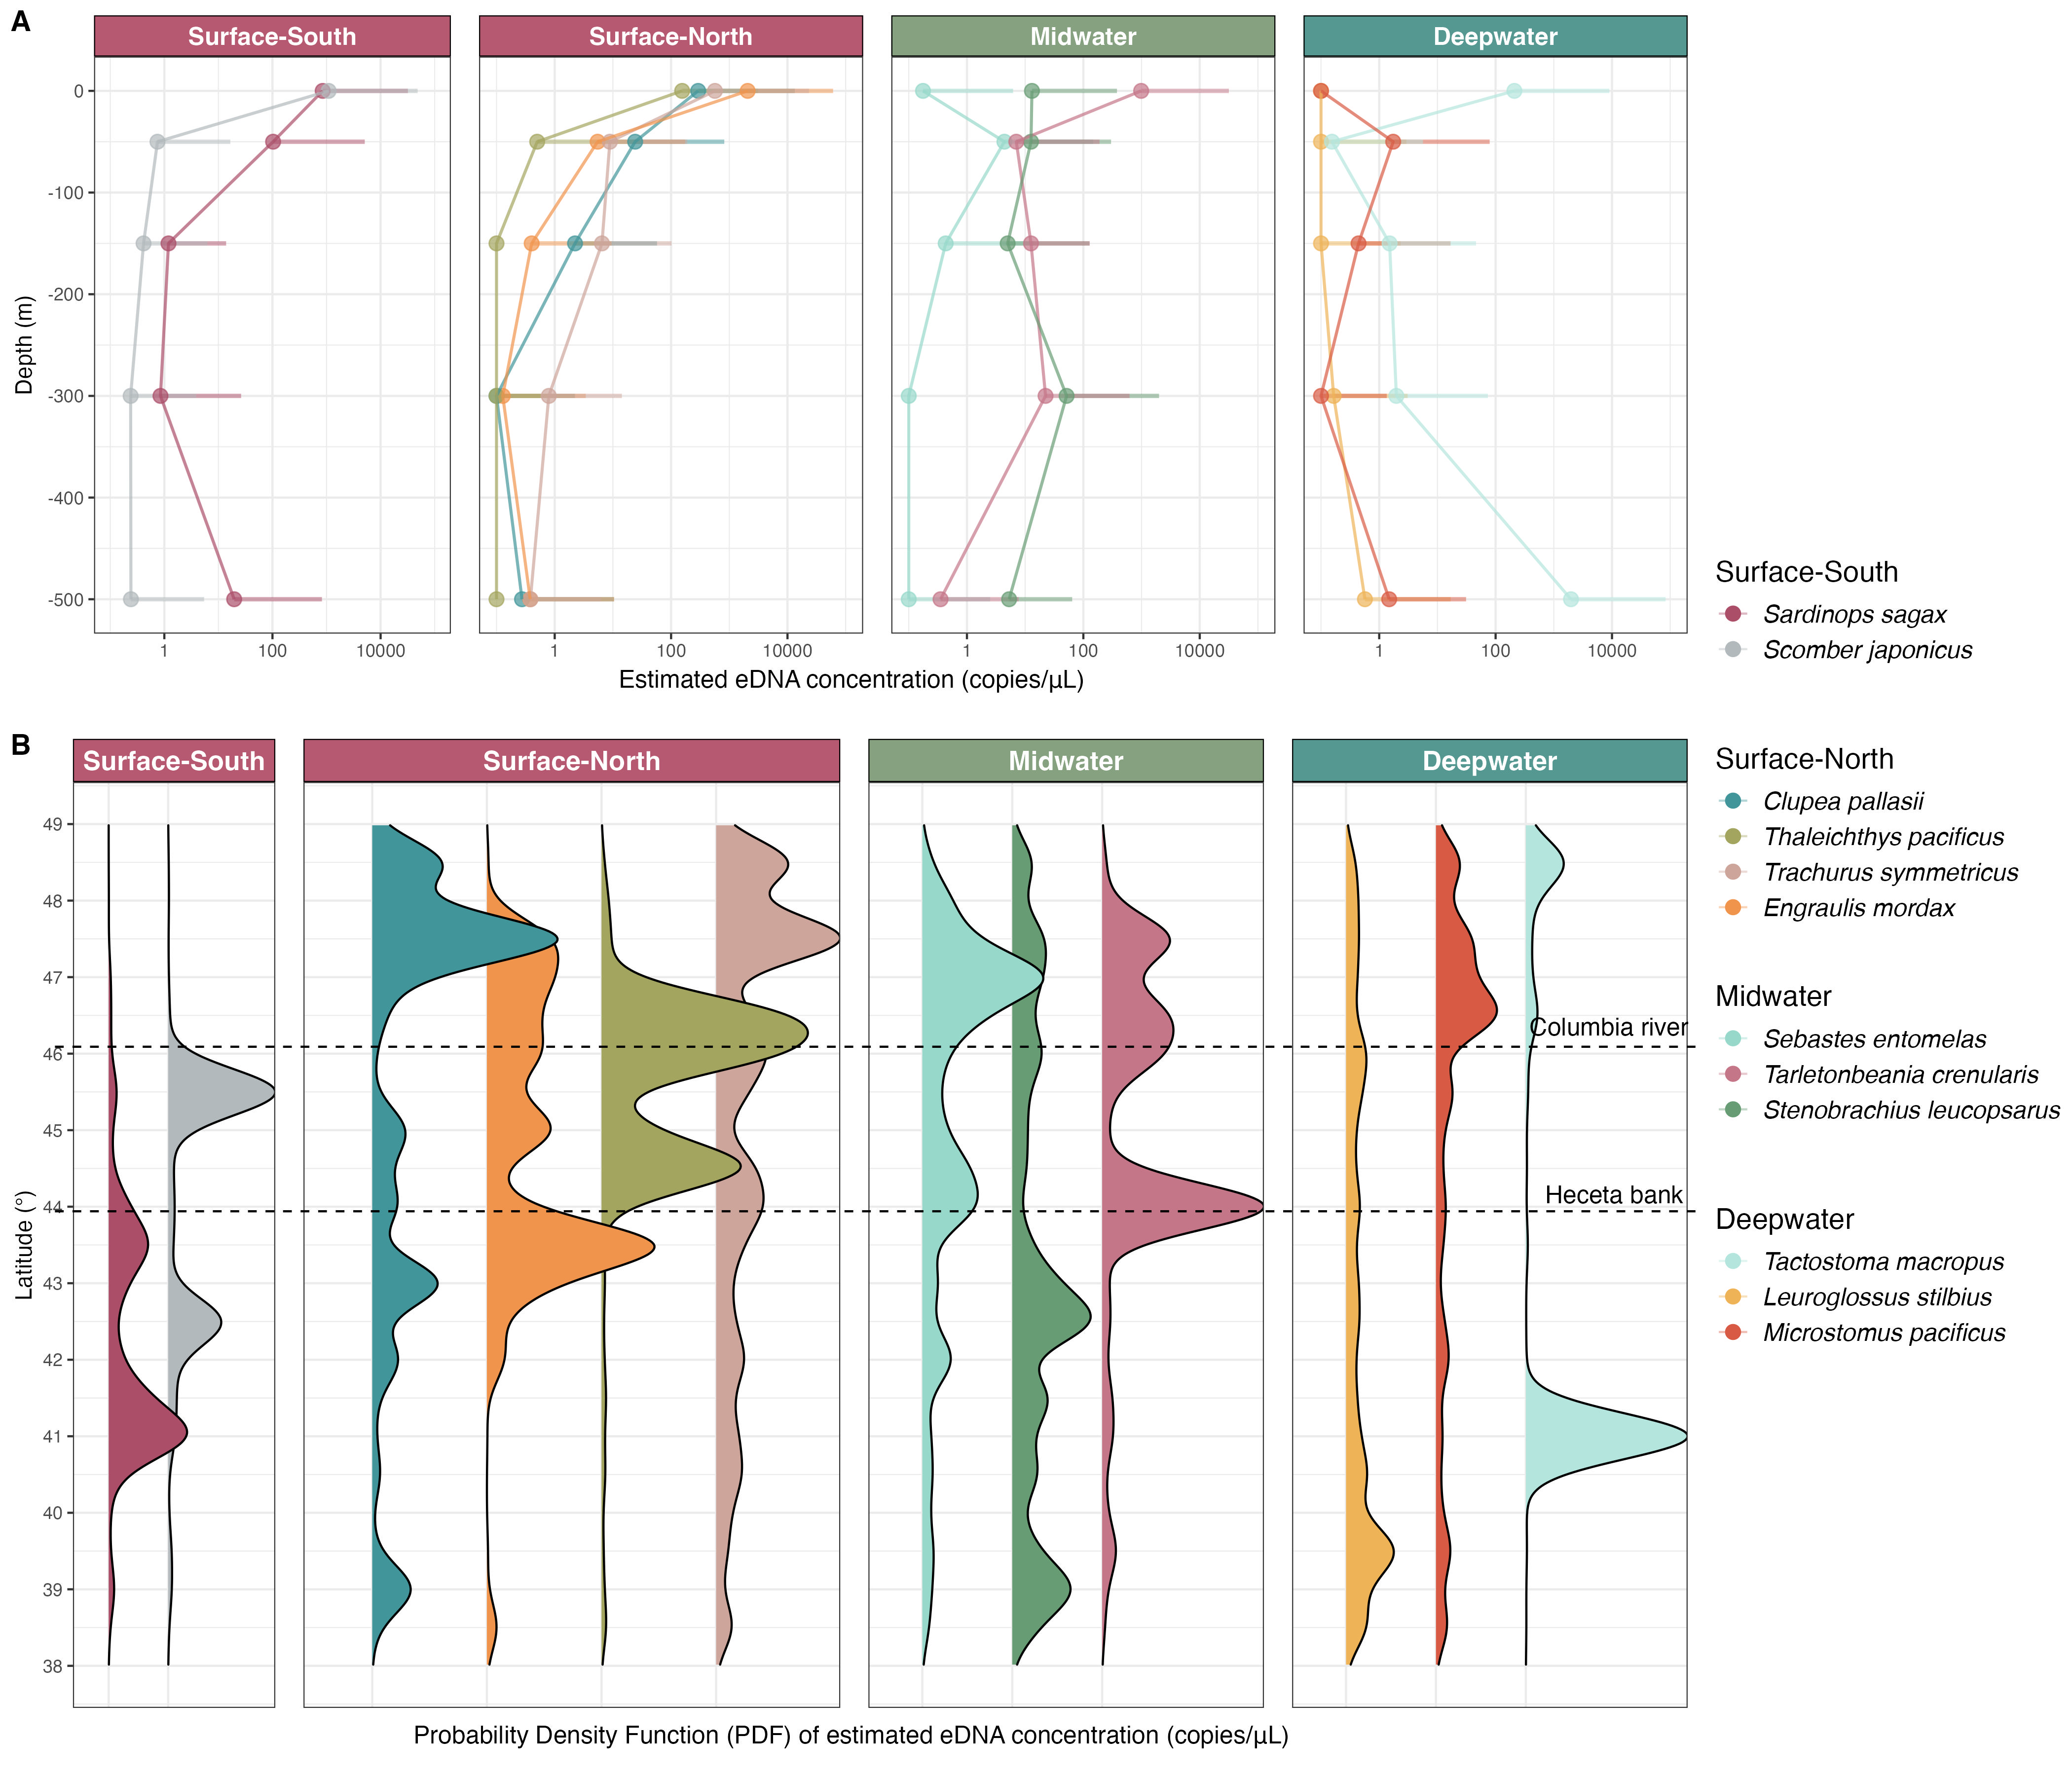 A
Surface-South
Surface-North
Midwater
Deepwater
0
-100
-200
-300
-400
-500
Depth (m)
1 100 10000
1 100 10000
1 100 10000
1 100 10000
Estimated eDNA concentration (copies/µL)
Surface-South
Sardinops sagax
Scomber japonicus
B
Surface-South
Surface-North
Midwater
Deepwater
49
48
47
46
45
44
43
42
41
40
39
38
Latitude (°)
Columbia river
Heceta bank
Probability Density Function (PDF) of estimated eDNA concentration (copies/µL)
Surface-North
Clupea pallasii
Thaleichthys pacificus
Trachurus symmetricus
Engraulis mordax
Midwater
Sebastes entomelas
Tarletonbeania crenularis
Stenobrachius leucopsarus
Deepwater
Tactostoma macropus
Leuroglossus stilbius
Microstomus pacificus